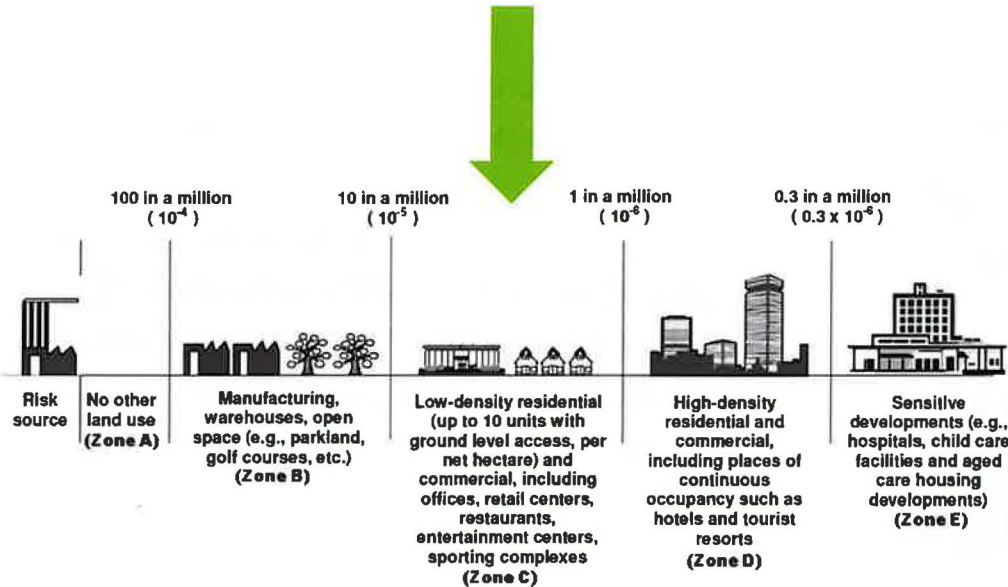 100 in a million
( 10⁻⁴ )
10 in a million
(10⁻⁵)
1 in a million
(10⁻⁶)
0.3 in a million
( 0.3 x 10⁻⁶ )
Risk
source
No other
land use
(Zone A)
Manufacturing,
warehouses, open
space (e.g., parkland,
golf courses, etc.)
(Zone B)
Low-density residential
(up to 10 units with
ground level access, per
net hectare) and
commercial, including
offices, retail centers,
restaurants,
entertainment centers,
sporting complexes
(Zone C)
High-density
residential and
commercial,
including places of
continuous
occupancy such as
hotels and tourist
resorts
(Zone D)
Sensitive
developments (e.g.,
hospitals, child care
facilities and aged
care housing
developments)
(Zone E)
H